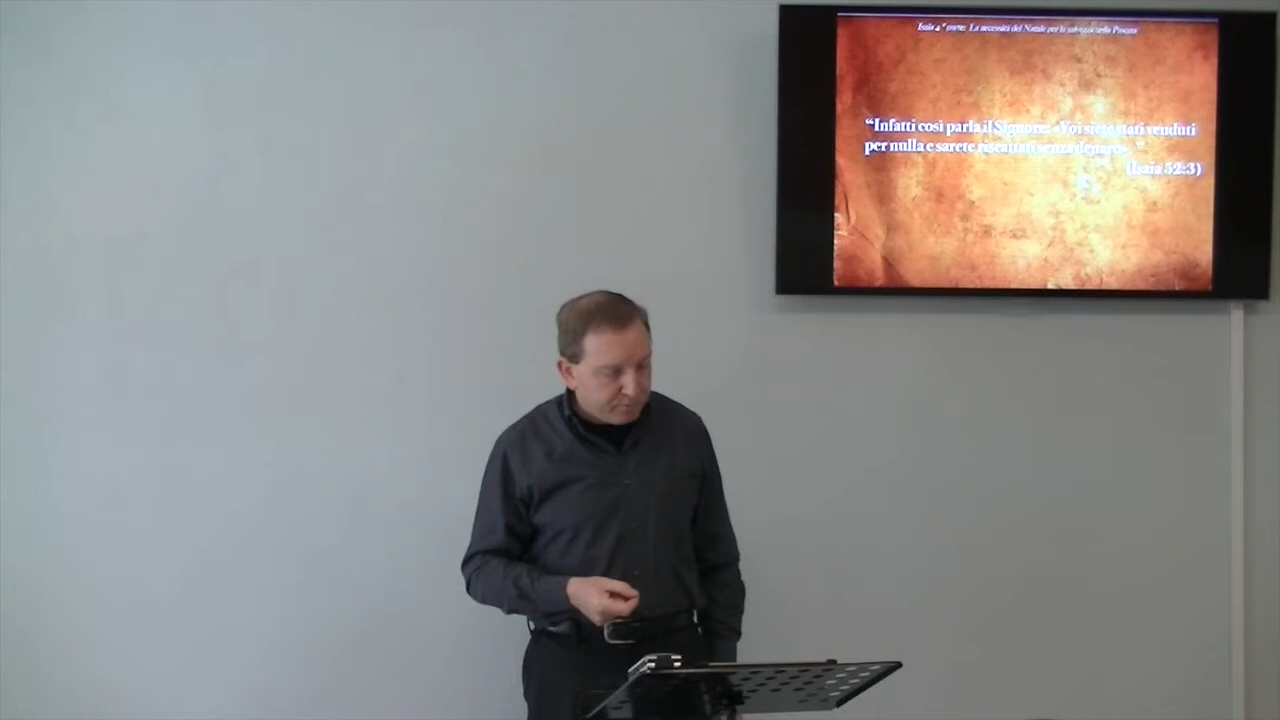 Isaia 4ª parte: La necessità del Natale per la salvezza nella Pasqua
“Infatti così parla il Signore: «Voi siete stati venduti
per nulla e sarete riscattati senza denaro».”
(Isaia 52:3)